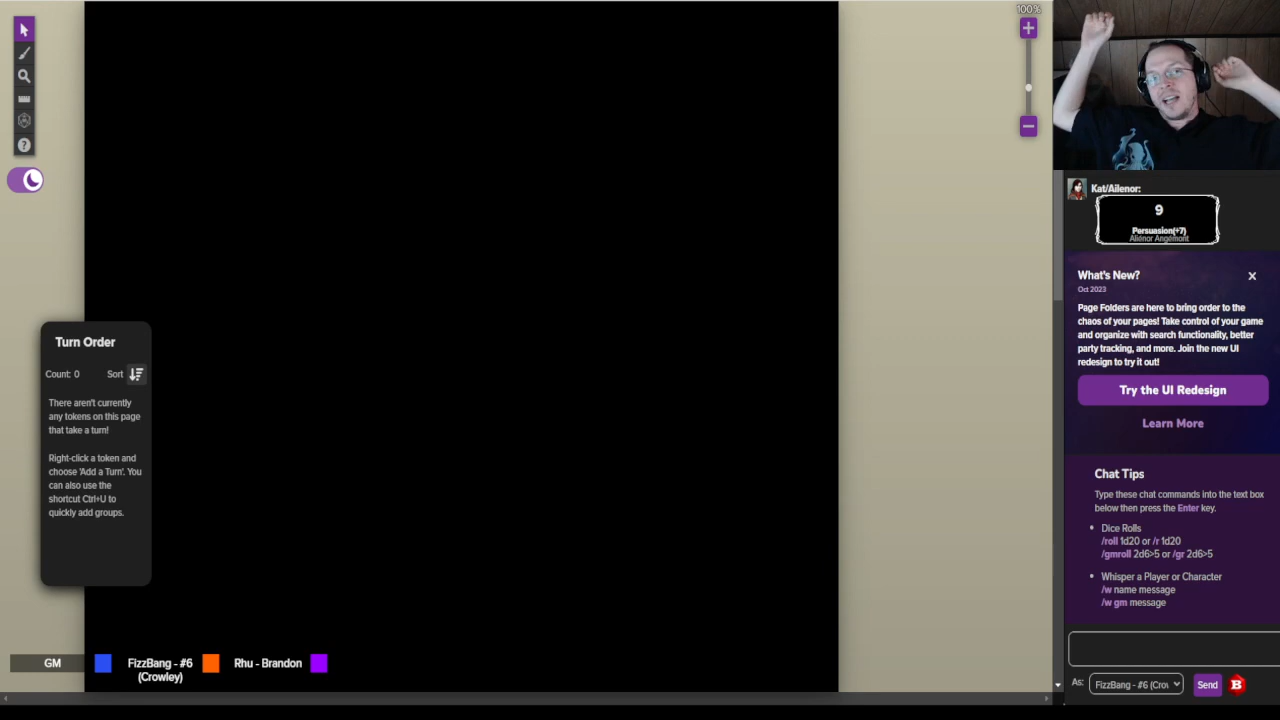 100%
Kat/Ailenor:
9
Persuasion(+7)
Aliénor Angémont
What's New?
Oct 2023
Page Folders are here to bring order to the
chaos of your pages! Take control of your game
and organize with search functionality, better
party tracking, and more. Join the new UI
redesign to try it out!
Try the UI Redesign
Learn More
Turn Order
Count: 0 Sort
There aren't currently
any tokens on this page
that take a turn!
Right-click a token and
choose 'Add a Turn'. You
can also use the
shortcut Ctrl+U to
quickly add groups.
Chat Tips
Type these chat commands into the text box
below then press the Enter key.
Dice Rolls
/roll 1d20 or /r 1d20
/gmroll 2d6>5 or /gr 2d6>5
Whisper a Player or Character
/w name message
/w gm message
GM
FizzBang - #6
(Crowley)
Rhu - Brandon
As: FizzBang - #6 (Crow Send B